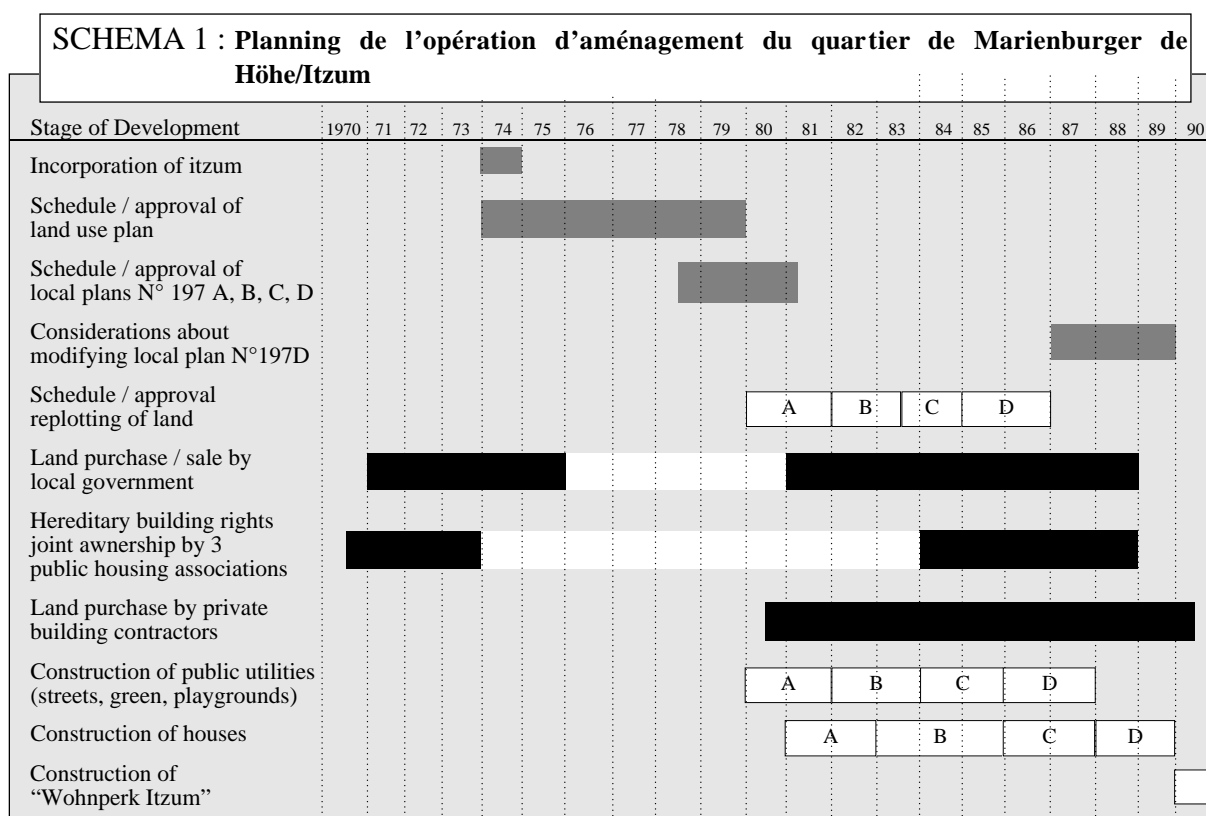 SCHEMA 1 : Planning de l'opération d'aménagement du quartier de Marienburger de
Höhe/Itzum
Stage of Development 1970 71 72 73 74 75 76 77 78 79 80 81 82 83 84 85 86 87 88 89 90
Incorporation of itzum
Schedule / approval of
land use plan
Schedule / approval of
local plans N° 197 A, B, C, D
Considerations about
modifying local plan N°197D
Schedule / approval
replotting of land
A B C D
Land purchase / sale by
local government
Hereditary building rights
joint awnership by 3
public housing associations
Land purchase by private
building contractors
Construction of public utilities
(streets, green, playgrounds)
A B C D
Construction of houses
A B C D
Construction of
“Wohnperk Itzum”